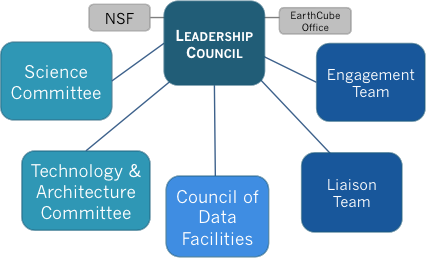 NSF
LEADERSHIP
COUNCIL
EarthCube
Office
Science
Committee
Engagement
Team
Technology &
Architecture
Committee
Council of
Data
Facilities
Liaison
Team